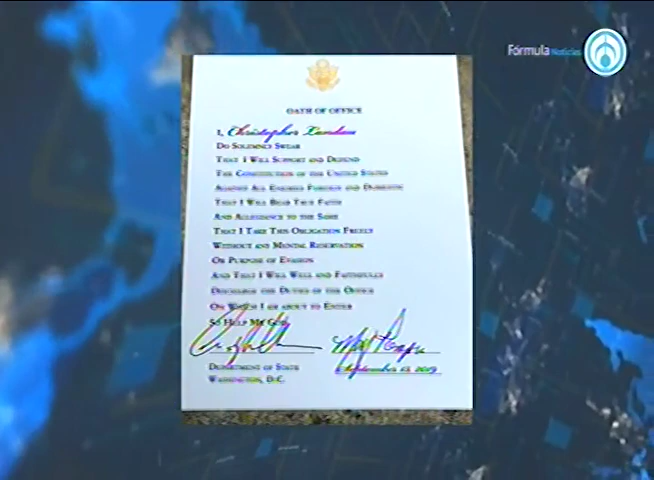 Fórmula Noticias
OATH OF OFFICE
I, Christopher Landau
DO SOLEMNLY SWEAR
THAT I WILL SUPPORT AND DEFEND
THE CONSTITUTION OF THE UNITED STATES
AGAINST ALL ENEMIES FOREIGN AND DOMESTIC
THAT I WILL BEAR TRUE FAITH
AND ALLEGIANCE TO THE SAME
THAT I TAKE THIS OBLIGATION FREELY
WITHOUT ANY MENTAL RESERVATION
OR PURPOSE OF EVASION
AND THAT I WILL WELL AND FAITHFULLY
DISCHARGE THE DUTIES OF THE OFFICE
ON WHICH I AM ABOUT TO ENTER
SO HELP ME GOD
DEPARTMENT OF STATE
September 13, 2019
WASHINGTON, D.C.